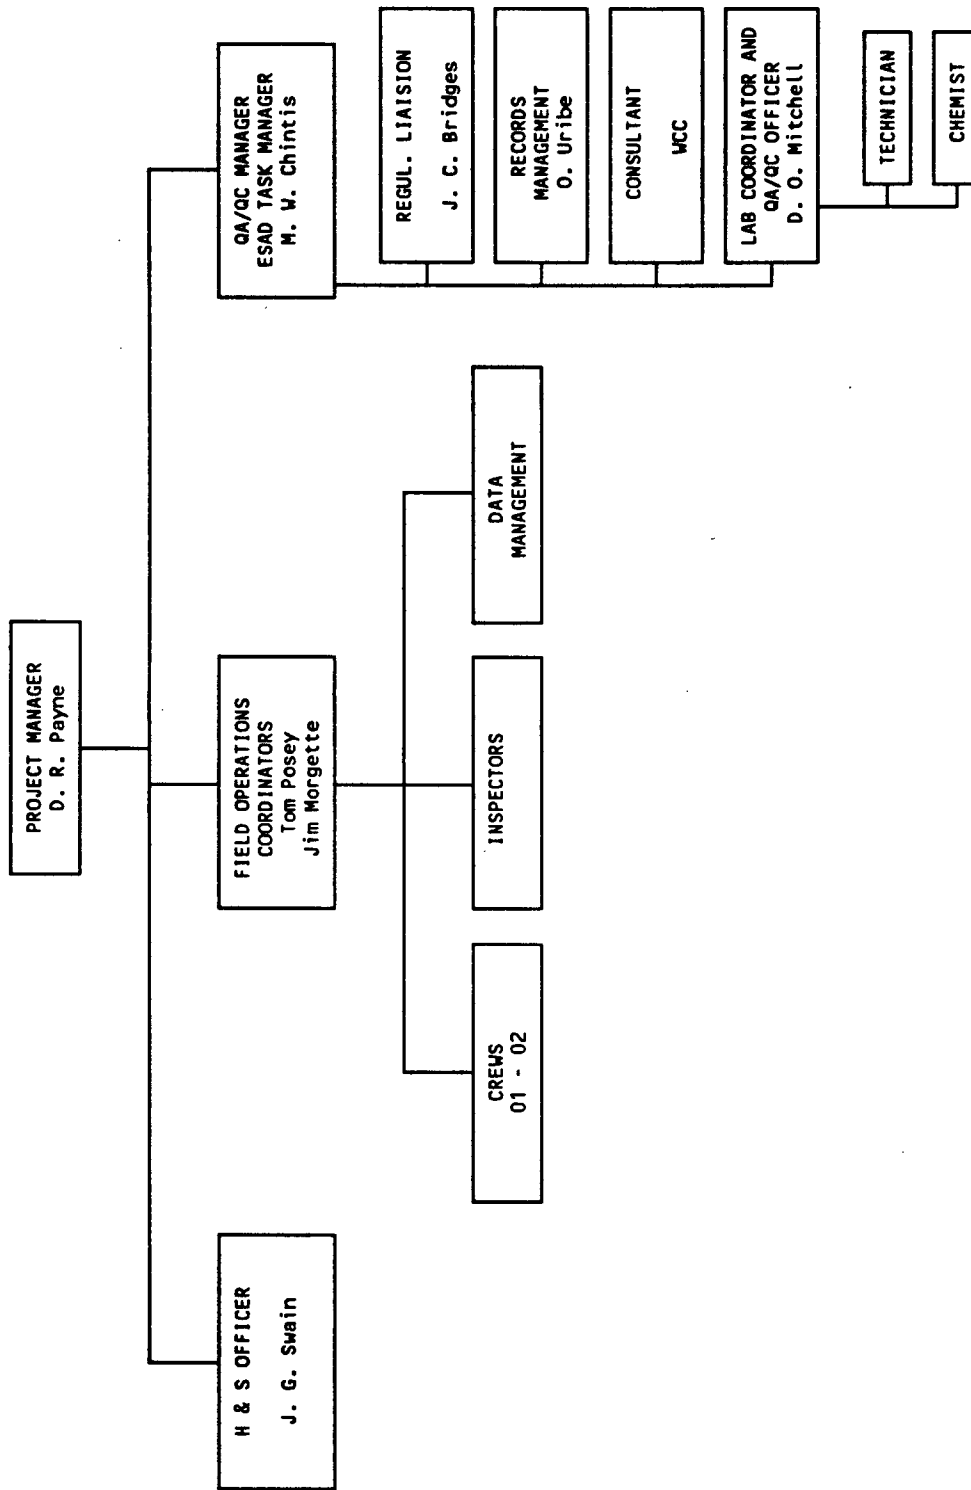 PROJECT MANAGER
D. R. Payne
H & S OFFICER
J. G. Swain
FIELD OPERATIONS
COORDINATORS
Tom Posey
Jim Morgette
QA/QC MANAGER
ESAD TASK MANAGER
M. W. Chintis
CREWS
01 - 02
INSPECTORS
DATA
MANAGEMENT
REGUL. LIAISION
J. C. Bridges
RECORDS
MANAGEMENT
O. Uribe
CONSULTANT
WCC
LAB COORDINATOR AND
QA/QC OFFICER
D. O. Mitchell
TECHNICIAN
CHEMIST